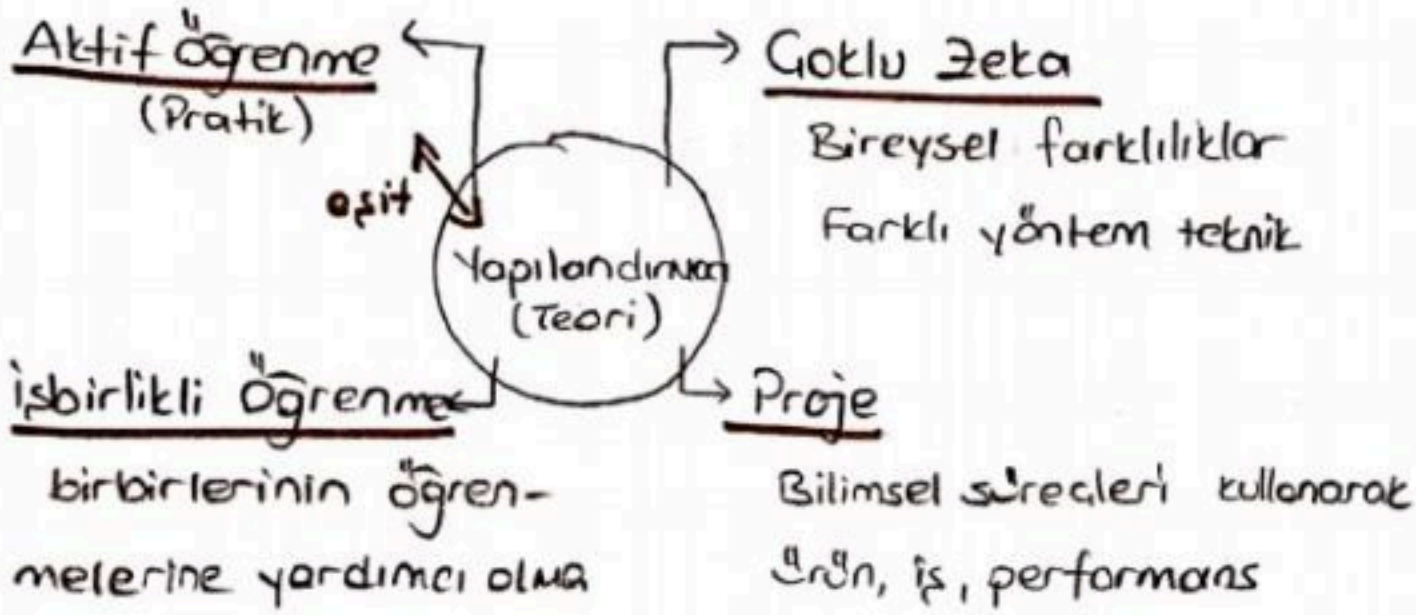 Aktif Öğrenme
(Pratik)
eşit
Yapılandırma
(Teori)
Çoklu Zeka
Bireysel farklılıklar
Farklı yöntem teknik
İşbirlikli Öğrenme
birbirlerinin öğren-
melerine yardımcı olma
Proje
Bilimsel süreçleri kullanarak
ürün, iş, performans